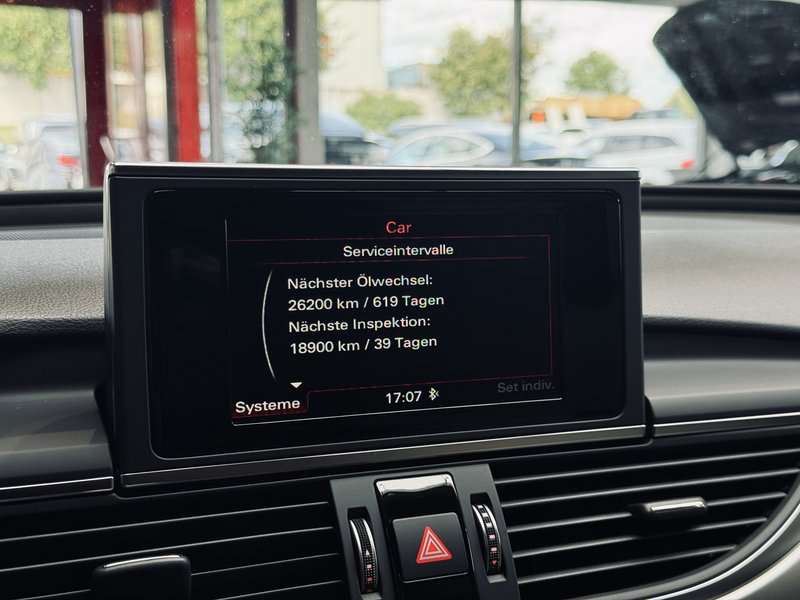 Car
Serviceintervalle
Nächster Ölwechsel:
26200 km / 619 Tagen
Nächste Inspektion:
18900 km / 39 Tagen
Systeme
17:07
Set indiv.